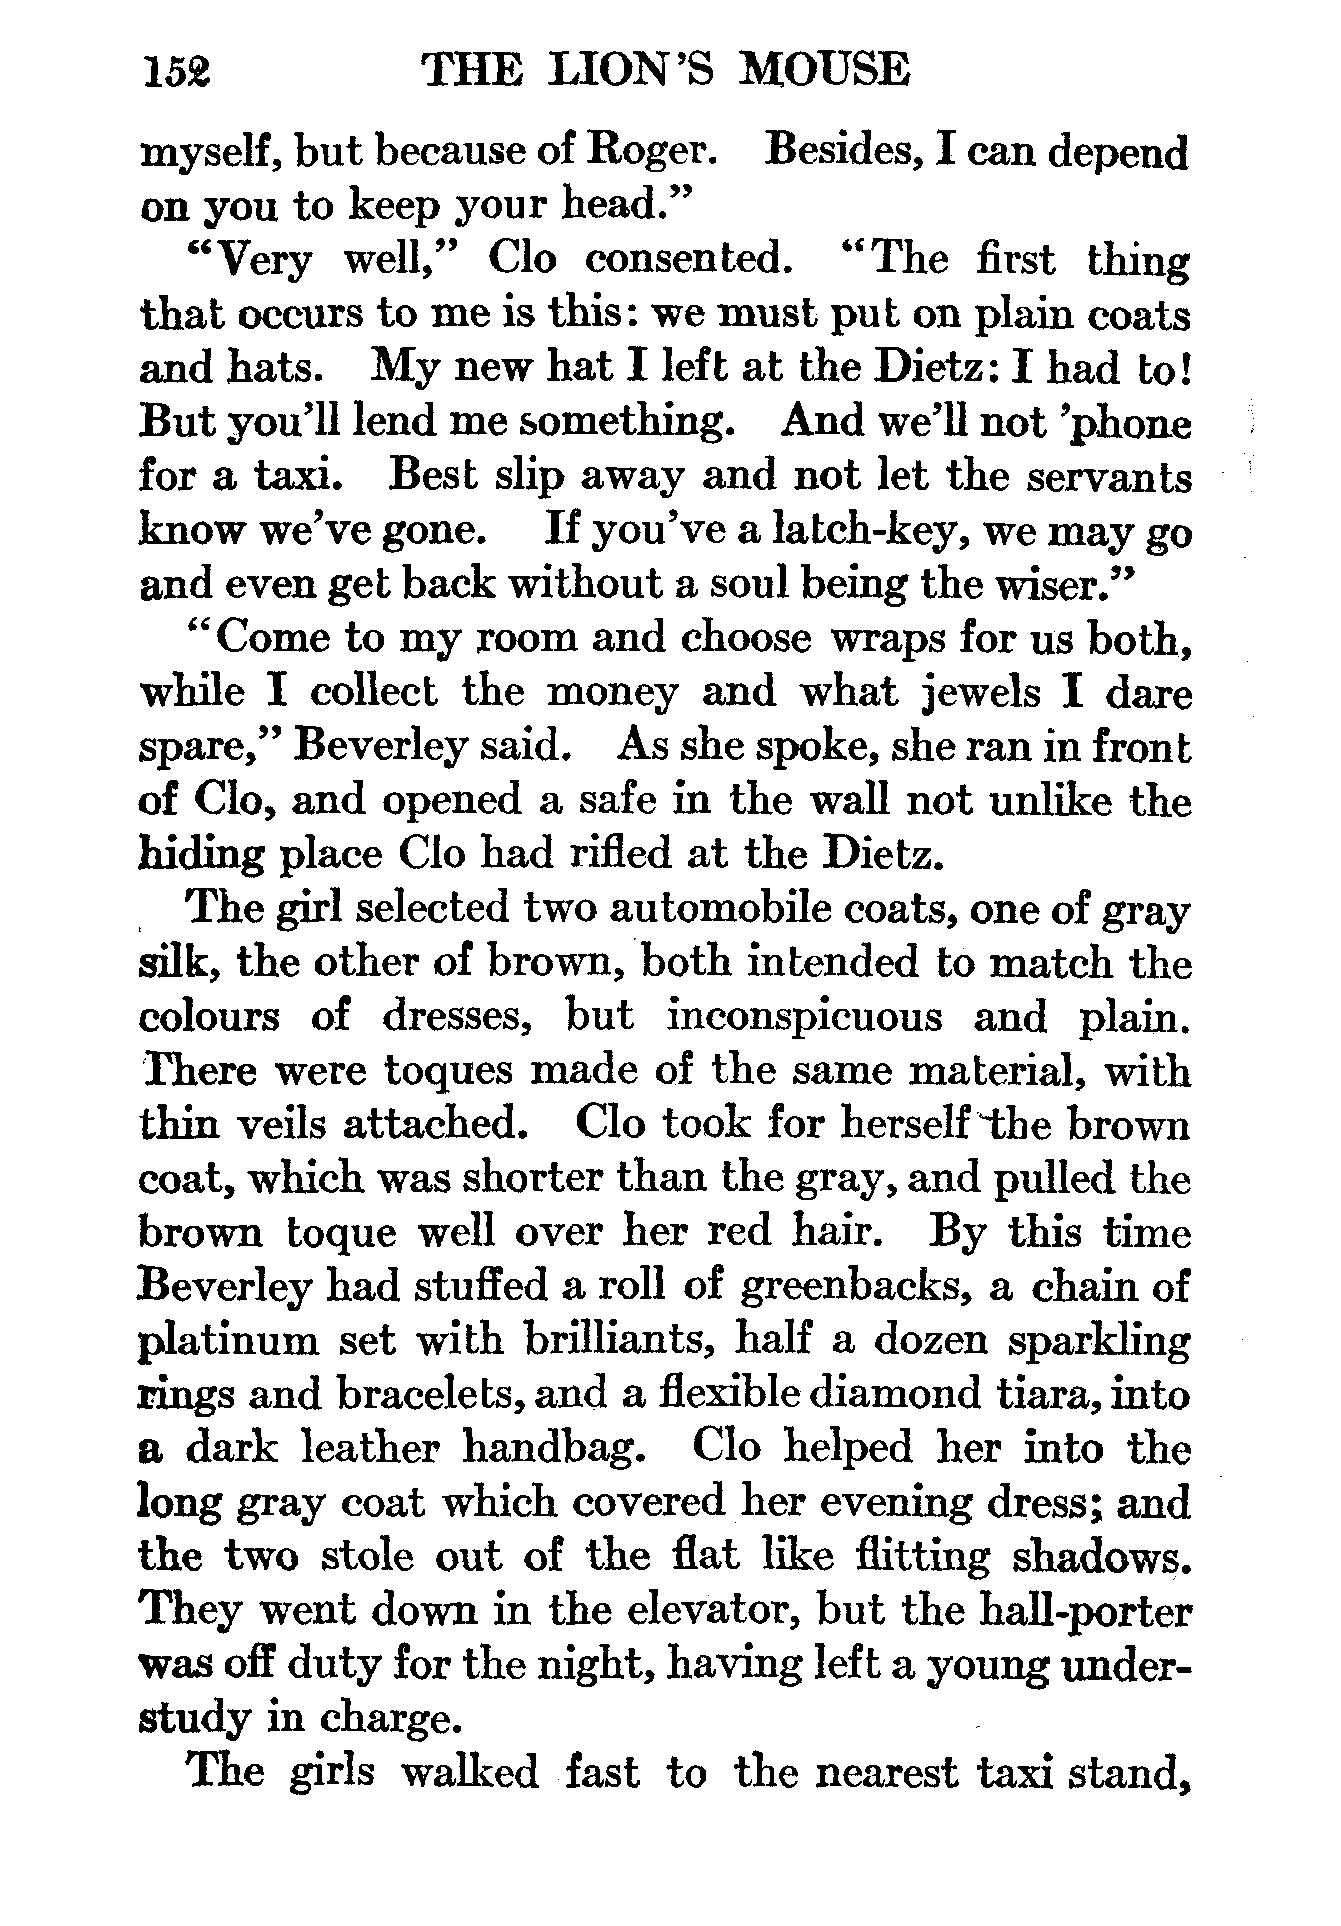 152 THE LION'S MOUSE
myself, but because of Roger. Besides, I can depend
on you to keep your head."
"Very well," Clo consented. "The first thing
that occurs to me is this: we must put on plain coats
and hats. My new hat I left at the Dietz: I had to!
But you'll lend me something. And we'll not 'phone
for a taxi. Best slip away and not let the servants
know we've gone. If you've a latch-key, we may go
and even get back without a soul being the wiser."
"Come to my room and choose wraps for us both,
while I collect the money and what jewels I dare
spare," Beverley said. As she spoke, she ran in front
of Clo, and opened a safe in the wall not unlike the
hiding place Clo had rifled at the Dietz.
The girl selected two automobile coats, one of gray
silk, the other of brown, both intended to match the
colours of dresses, but inconspicuous and plain.
There were toques made of the same material, with
thin veils attached. Clo took for herself the brown
coat, which was shorter than the gray, and pulled the
brown toque well over her red hair. By this time
Beverley had stuffed a roll of greenbacks, a chain of
platinum set with brilliants, half a dozen sparkling
rings and bracelets, and a flexible diamond tiara, into
a dark leather handbag. Clo helped her into the
long gray coat which covered her evening dress; and
the two stole out of the flat like flitting shadows.
They went down in the elevator, but the hall-porter
was off duty for the night, having left a young under-
study in charge.
The girls walked fast to the nearest taxi stand,